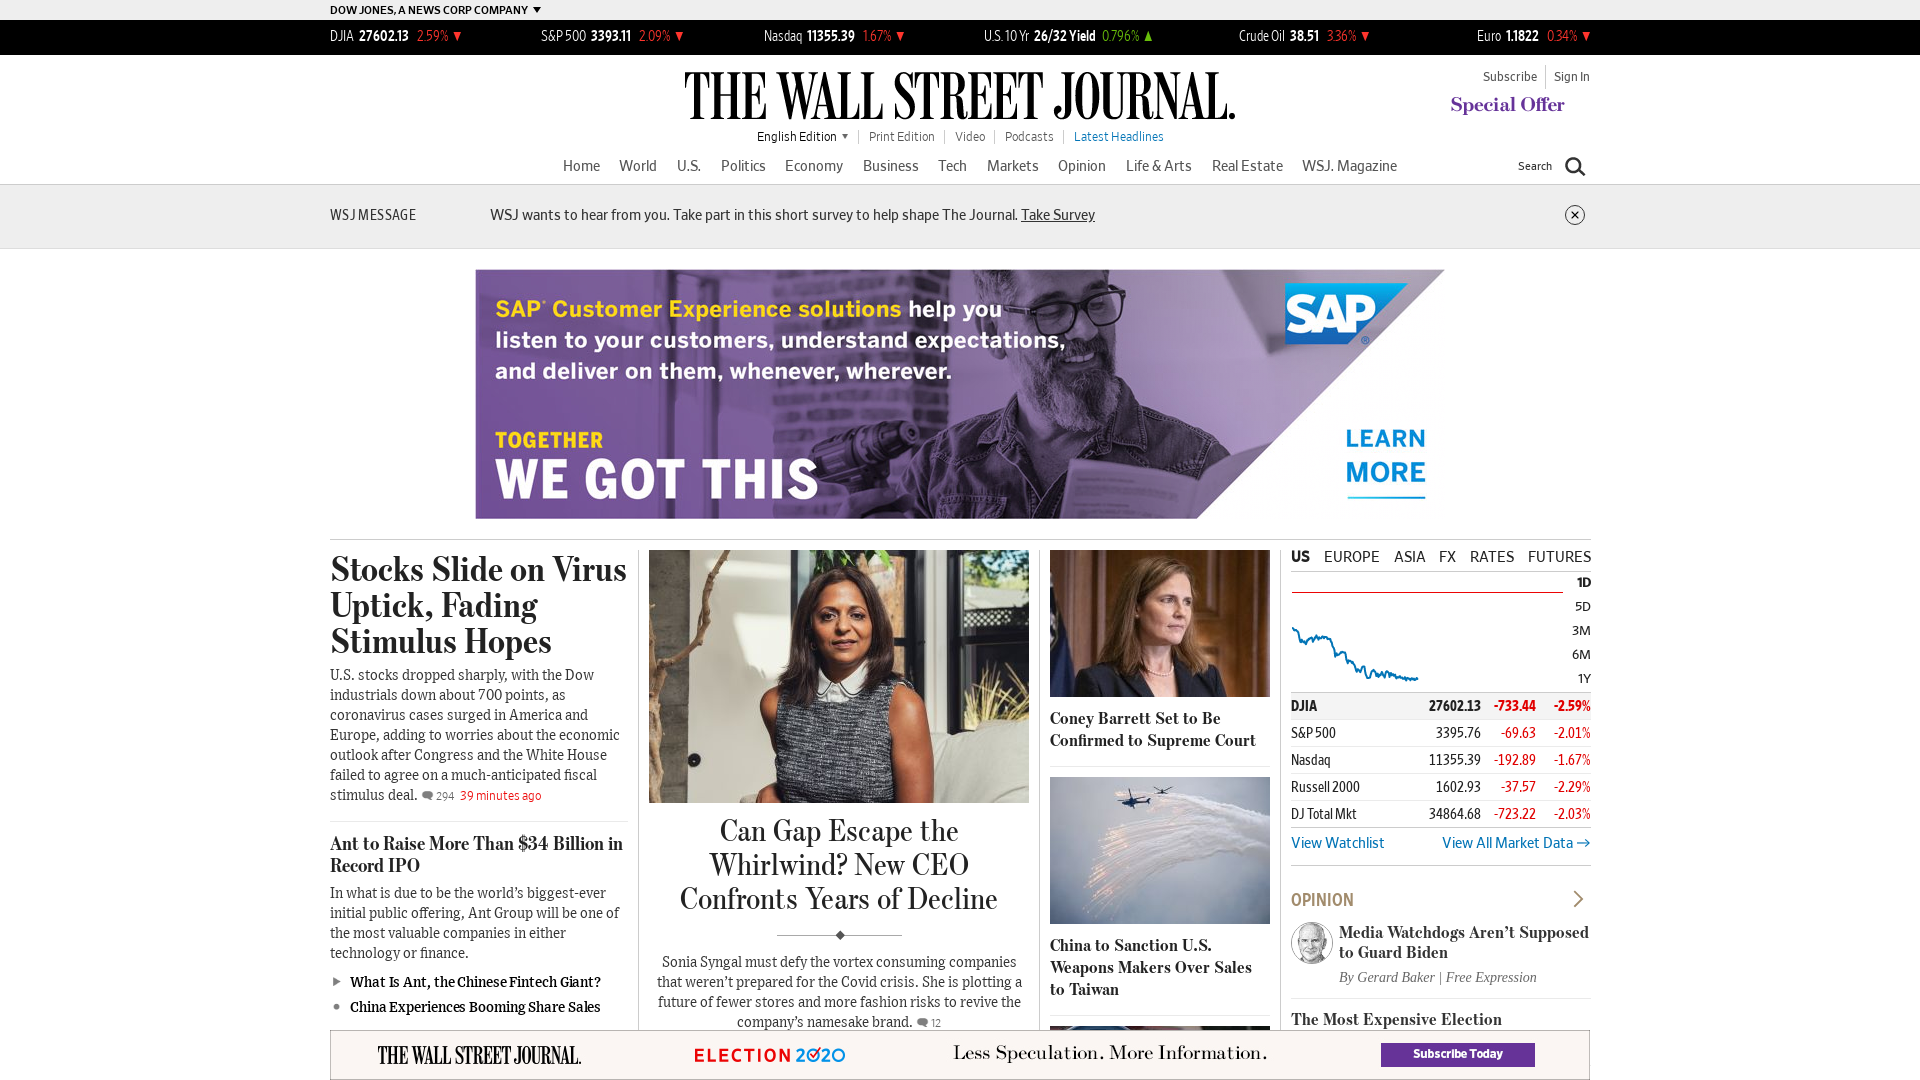 DOW JONES, A NEWS CORP COMPANY
DJIA 27602.13 2.59% S&P 500 3393.11 2.09% Nasdaq 11355.39 1.67% U.S. 10 Yr 26/32 Yield 0.796% Crude Oil 38.51 3.36% Euro 1.1822 0.34%
Subscribe Sign In
THE WALL STREET JOURNAL.
Special Offer
English Edition Print Edition Video Podcasts Latest Headlines
Home World U.S. Politics Economy Business Tech Markets Opinion Life & Arts Real Estate WSJ. Magazine Search
WSJ MESSAGE WSJ wants to hear from you. Take part in this short survey to help shape The Journal. Take Survey
SAP® Customer Experience solutions help you
listen to your customers, understand expectations,
and deliver on them, whenever, wherever.
SAP®
TOGETHER
WE GOT THIS
LEARN
MORE
Stocks Slide on Virus
Uptick, Fading
Stimulus Hopes
U.S. stocks dropped sharply, with the Dow
industrials down about 700 points, as
coronavirus cases surged in America and
Europe, adding to worries about the economic
outlook after Congress and the White House
failed to agree on a much-anticipated fiscal
stimulus deal. 294 39 minutes ago
Ant to Raise More Than $34 Billion in
Record IPO
In what is due to be the world’s biggest-ever
initial public offering, Ant Group will be one of
the most valuable companies in either
technology or finance.
What Is Ant, the Chinese Fintech Giant?
China Experiences Booming Share Sales
Can Gap Escape the
Whirlwind? New CEO
Confronts Years of Decline
Sonia Syngal must defy the vortex consuming companies
that weren’t prepared for the Covid crisis. She is plotting a
future of fewer stores and more fashion risks to revive the
company’s namesake brand. 12
Coney Barrett Set to Be
Confirmed to Supreme Court
China to Sanction U.S.
Weapons Makers Over Sales
to Taiwan
US EUROPE ASIA FX RATES FUTURES
1D
5D
3M
6M
1Y
DJIA 27602.13 -733.44 -2.59%
S&P 500 3395.76 -69.63 -2.01%
Nasdaq 11355.39 -192.89 -1.67%
Russell 2000 1602.93 -37.57 -2.29%
DJ Total Mkt 34864.68 -723.22 -2.03%
View Watchlist View All Market Data
OPINION
Media Watchdogs Aren’t Supposed
to Guard Biden
By Gerard Baker | Free Expression
The Most Expensive Election
THE WALL STREET JOURNAL. ELECTION 2020 Less Speculation. More Information. Subscribe Today